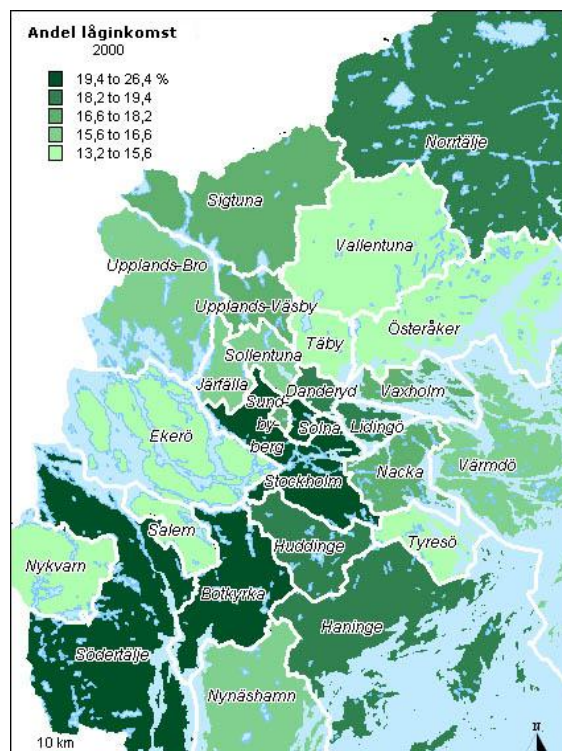 Andel låginkomst
2000
19,4 to 26,4 %
18,2 to 19,4
16,6 to 18,2
15,6 to 16,6
13,2 to 15,6
Norrtälje
Sigtuna
Vallentuna
Upplands-Bro
Upplands-Väsby
Österåker
Täby
Sollentuna
Järfälla
Danderyd
Vaxholm
Sund-
by-
berg
Solna
Lidingö
Ekerö
Nacka
Värmdö
Stockholm
Salem
Huddinge
Tyresö
Nykvarn
Botkyrka
Haninge
Södertälje
Nynäshamn
10 km
N